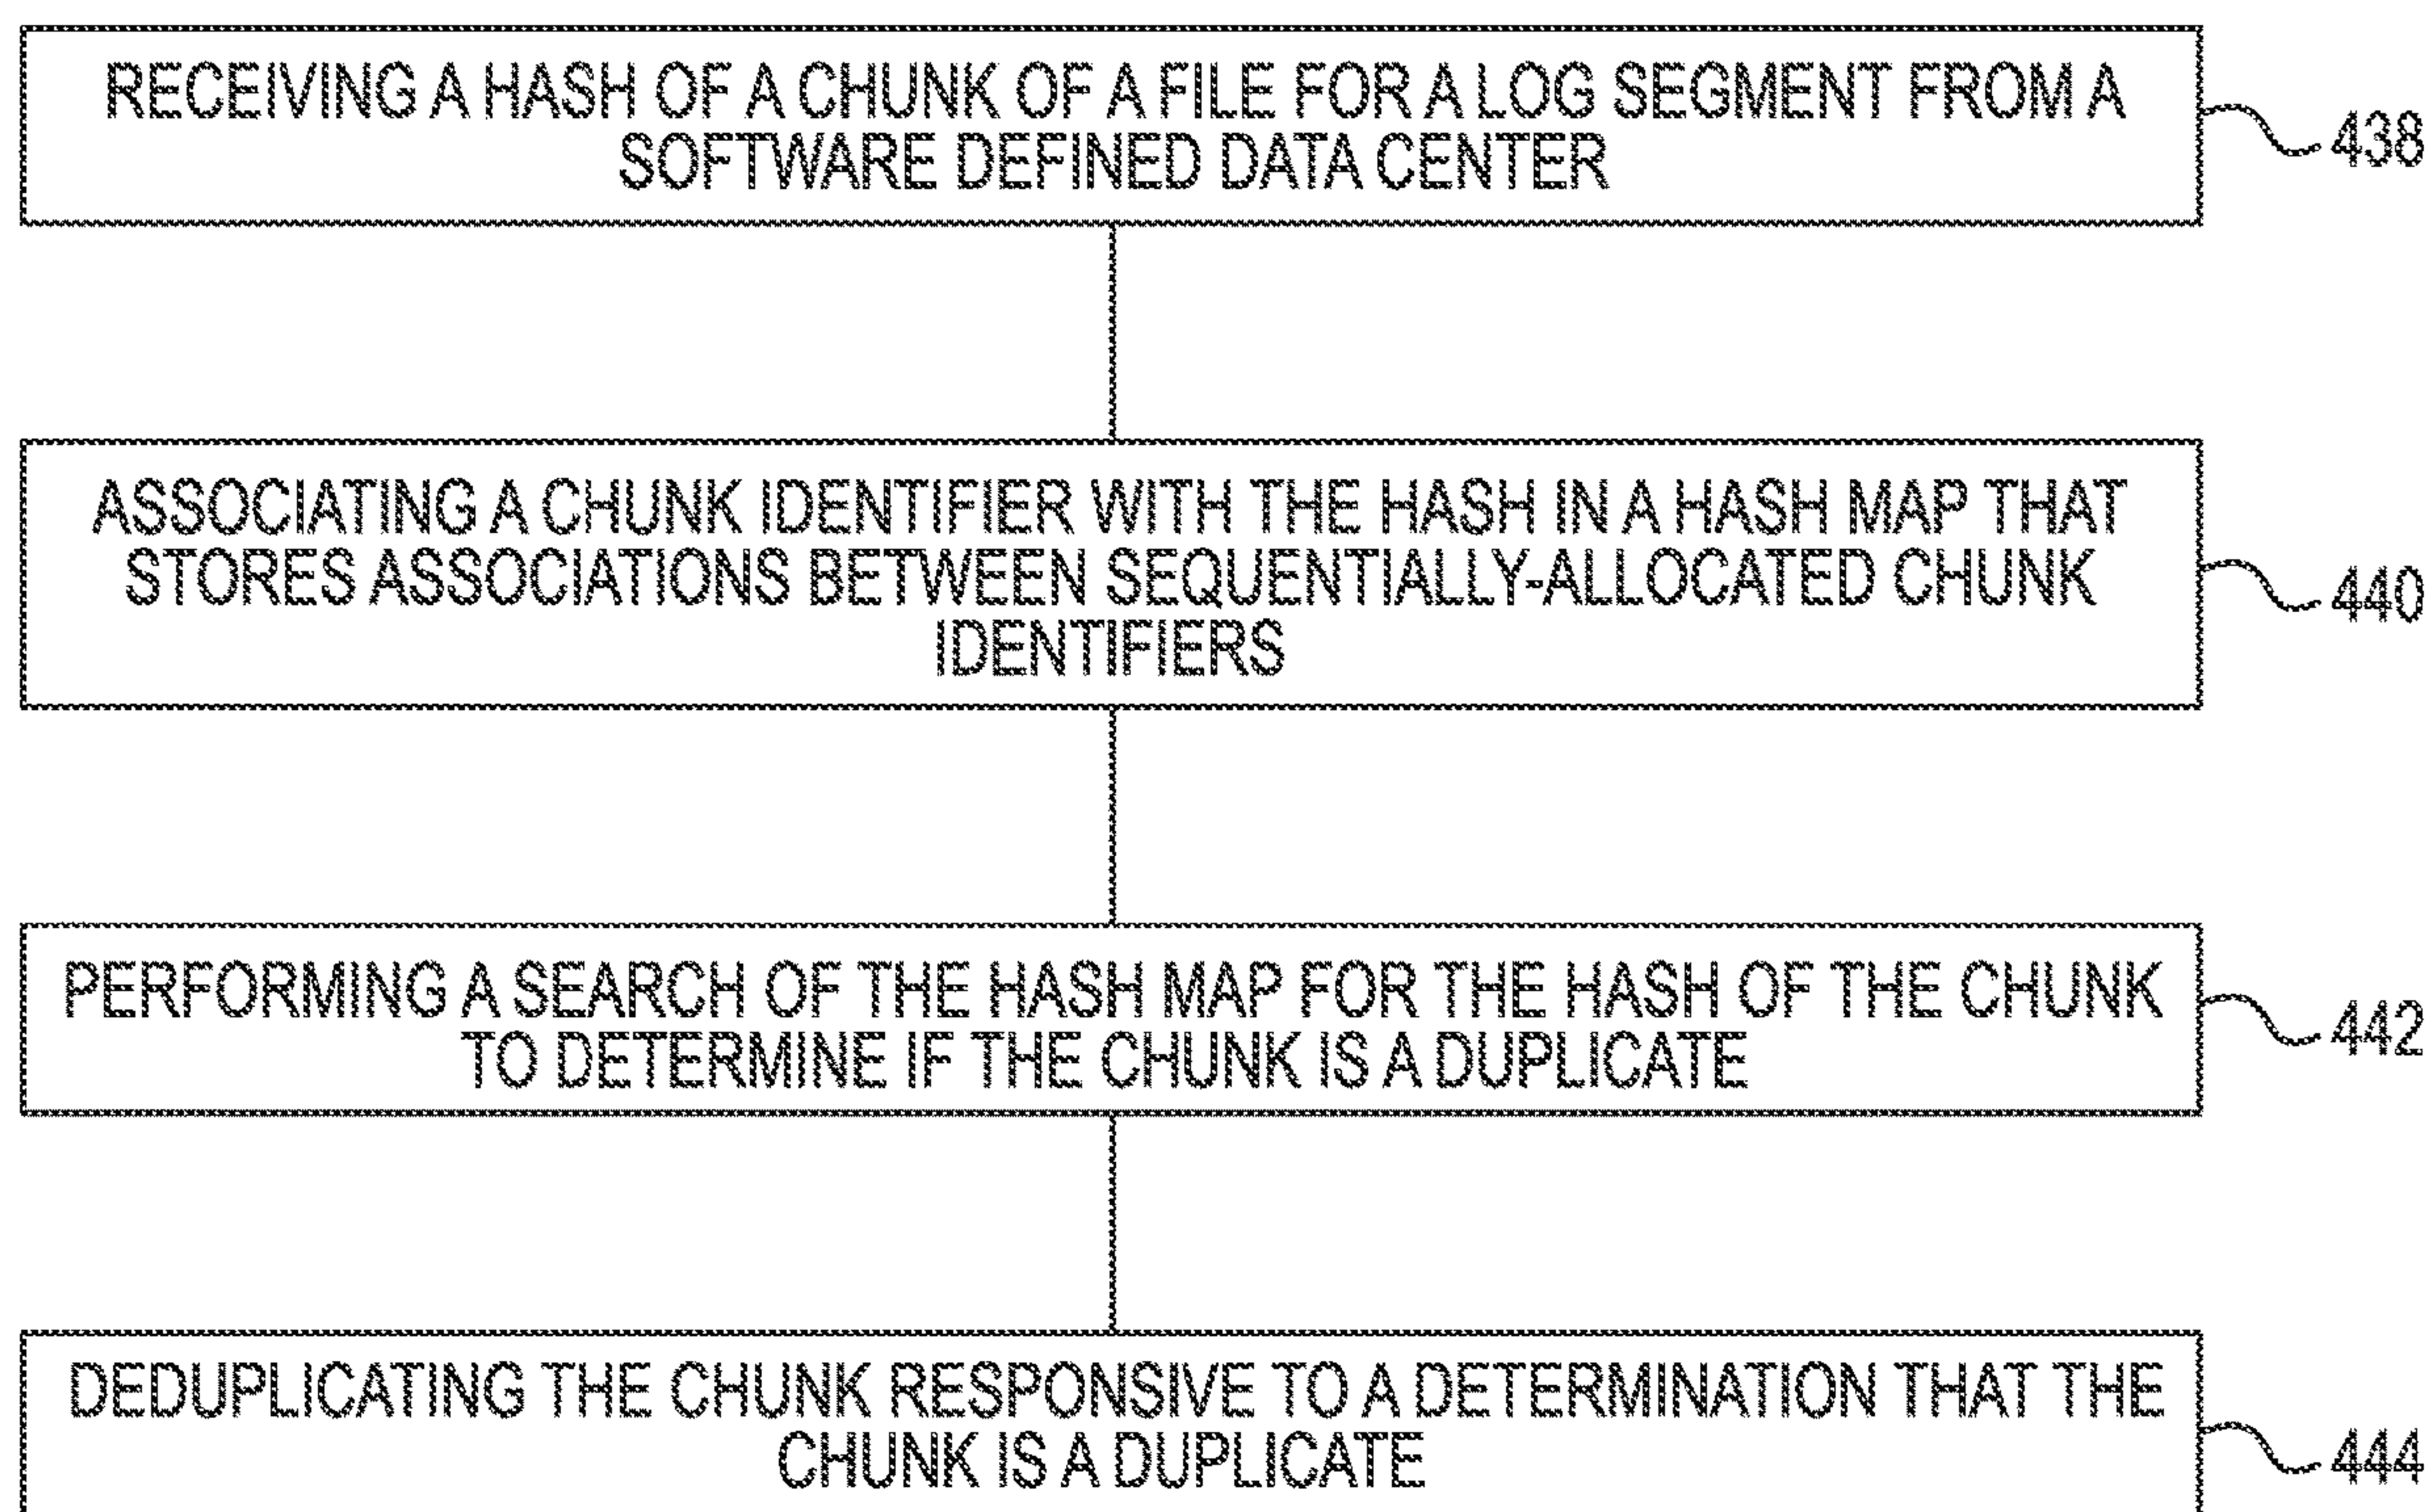 RECEIVING A HASH OF A CHUNK OF A FILE FOR A LOG SEGMENT FROM A
SOFTWARE DEFINED DATA CENTER
438
ASSOCIATING A CHUNK IDENTIFIER WITH THE HASH IN A HASH MAP THAT
STORES ASSOCIATIONS BETWEEN SEQUENTIALLY-ALLOCATED CHUNK
IDENTIFIERS
440
PERFORMING A SEARCH OF THE HASH MAP FOR THE HASH OF THE CHUNK
TO DETERMINE IF THE CHUNK IS A DUPLICATE
442
DEDUPLICATING THE CHUNK RESPONSIVE TO A DETERMINATION THAT THE
CHUNK IS A DUPLICATE
444